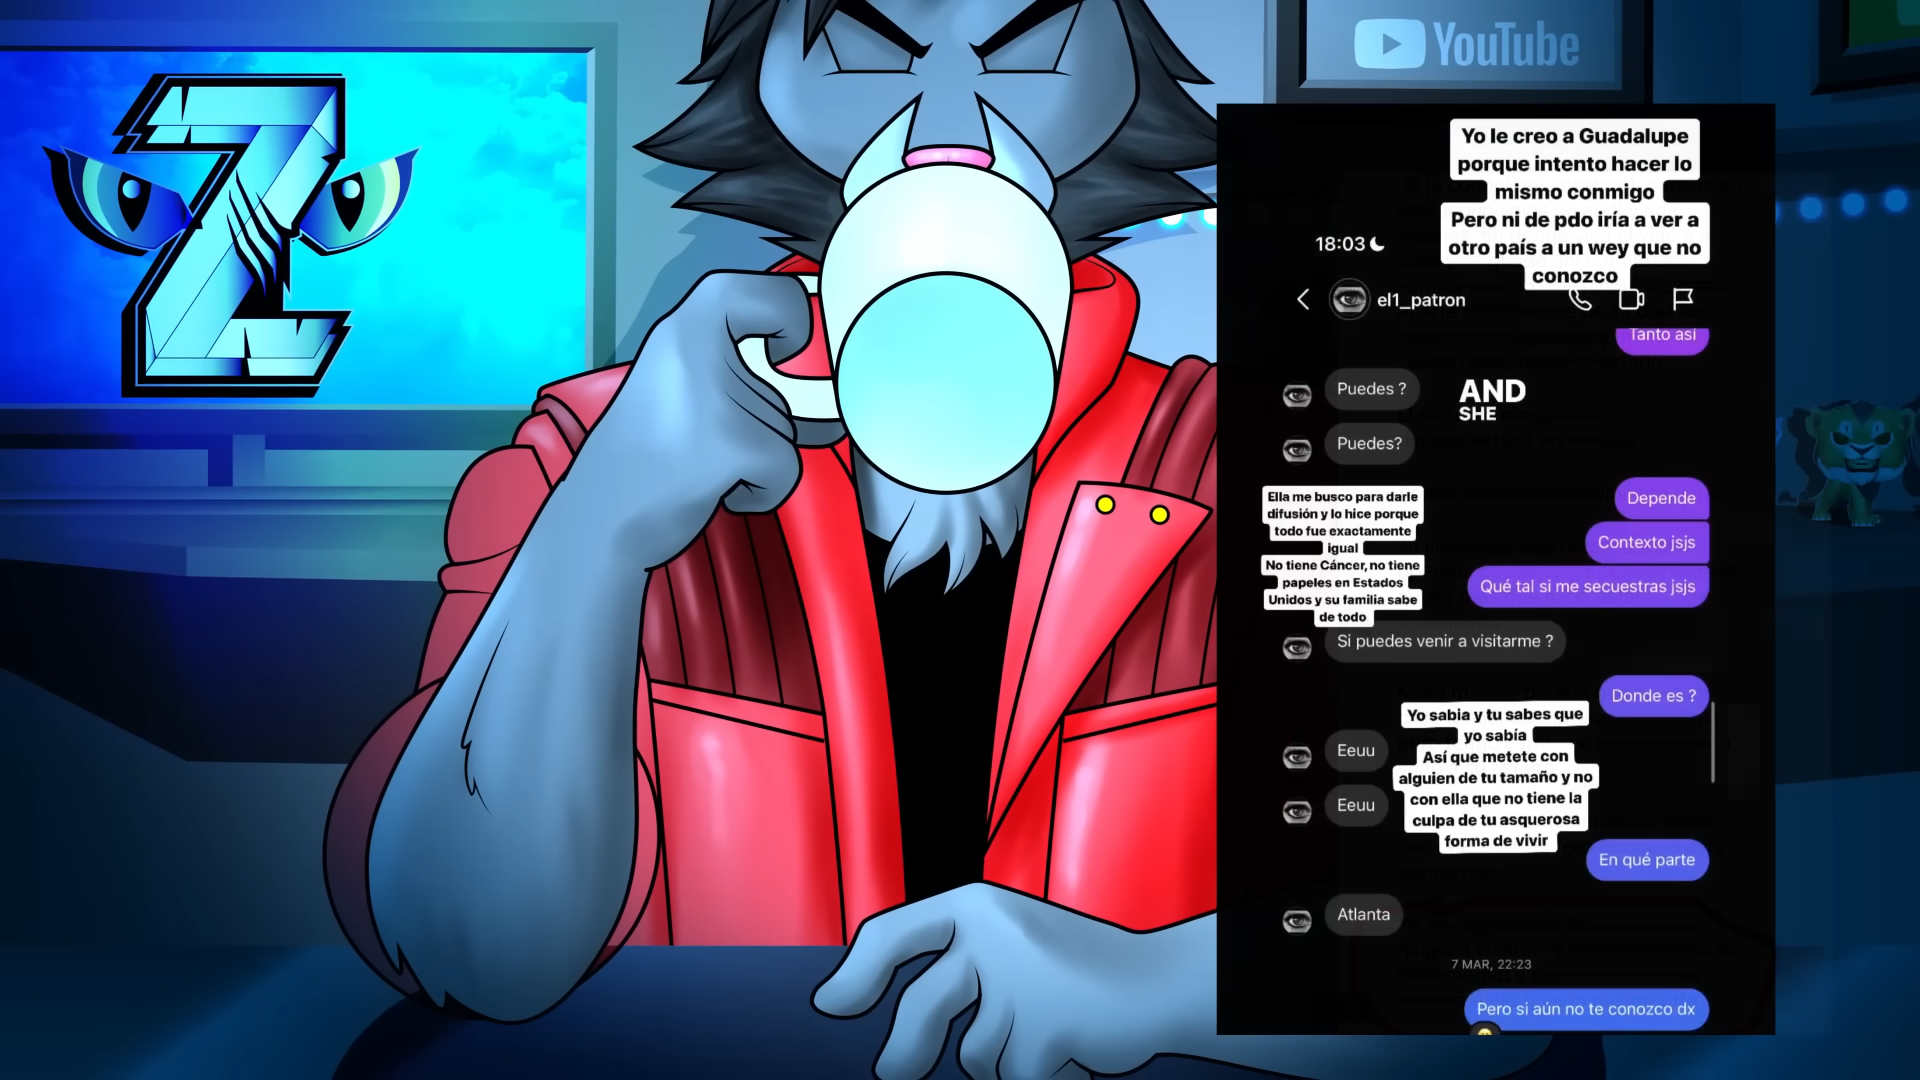 Z
YouTube
Yo le creo a Guadalupe
porque intento hacer lo
mismo conmigo
Pero ni de pdo iría a ver a
otro país a un wey que no
conozco
18:03
el1_patron
Tanto asi
Puedes ?
AND
SHE
Puedes?
Depende
Contexto jsjs
Qué tal si me secuestras jsjs
Ella me busco para darle
difusión y lo hice porque
todo fue exactamente
igual
No tiene Cáncer, no tiene
papeles en Estados
Unidos y su familia sabe
de todo
Si puedes venir a visitarme ?
Donde es ?
Yo sabia y tu sabes que
yo sabía
Así que metete con
alguien de tu tamaño y no
con ella que no tiene la
culpa de tu asquerosa
forma de vivir
Eeuu
Eeuu
En qué parte
Atlanta
7 MAR, 22:23
Pero si aún no te conozco dx